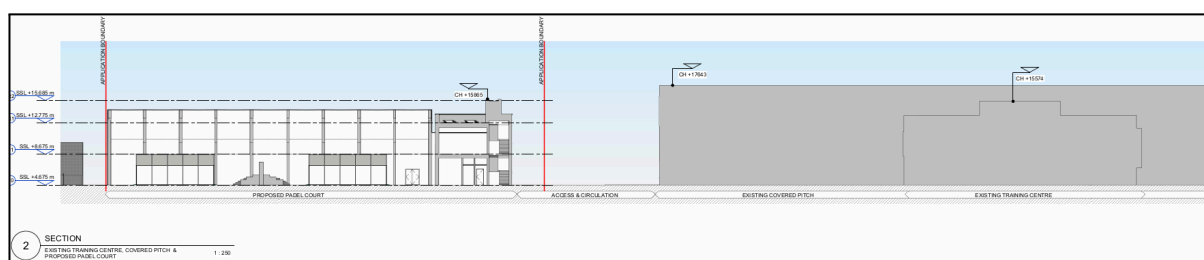 APPLICATION BOUNDARY
APPLICATION BOUNDARY
CH +17643
CH +15574
SSL +15.685 m
CH +15865
SSL +12.775 m
1
SSL +8.675 m
0
SSL +4.675 m
PROPOSED PADEL COURT
ACCESS & CIRCULATION
EXISTING COVERED PITCH
EXISTING TRAINING CENTRE
2
SECTION
EXISTING TRAINING CENTRE, COVERED PITCH &
PROPOSED PADEL COURT
1 : 250